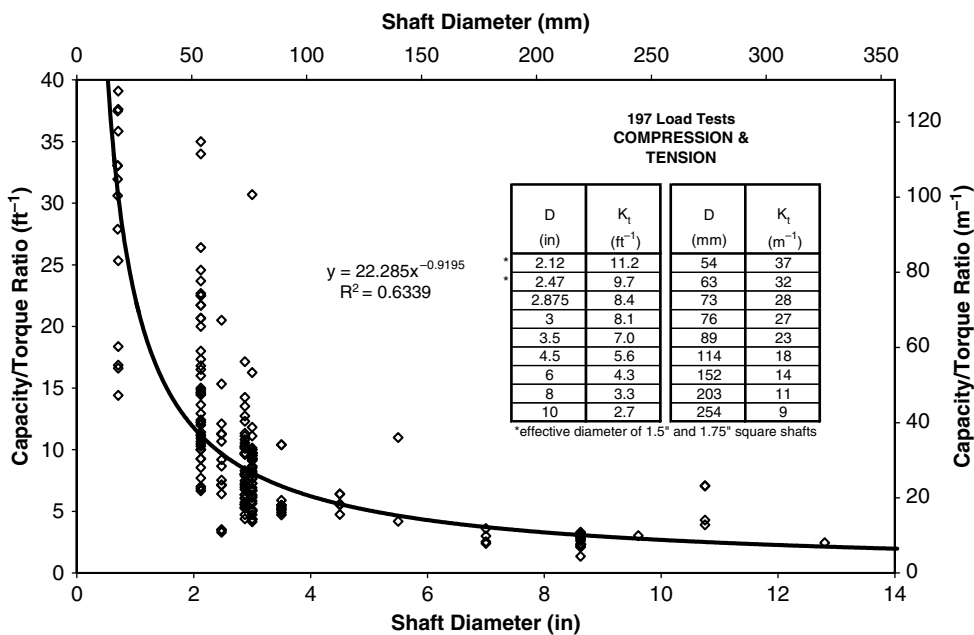 Shaft Diameter (mm)
0 50 100 150 200 250 300 350
40
35
30
25
20
15
10
5
0
Capacity/Torque Ratio (ft⁻¹)
120
100
80
60
40
20
0
Capacity/Torque Ratio (m⁻¹)
y = 22.285x⁻⁰·⁹¹⁹⁵
R² = 0.6339
197 Load Tests
COMPRESSION &
TENSION
D Kt D Kt
(in) (ft⁻¹) (mm) (m⁻¹)
* 2.12 11.2 54 37
* 2.47 9.7 63 32
2.875 8.4 73 28
3 8.1 76 27
3.5 7.0 89 23
4.5 5.6 114 18
6 4.3 152 14
8 3.3 203 11
10 2.7 254 9
*effective diameter of 1.5" and 1.75" square shafts
0 2 4 6 8 10 12 14
Shaft Diameter (in)